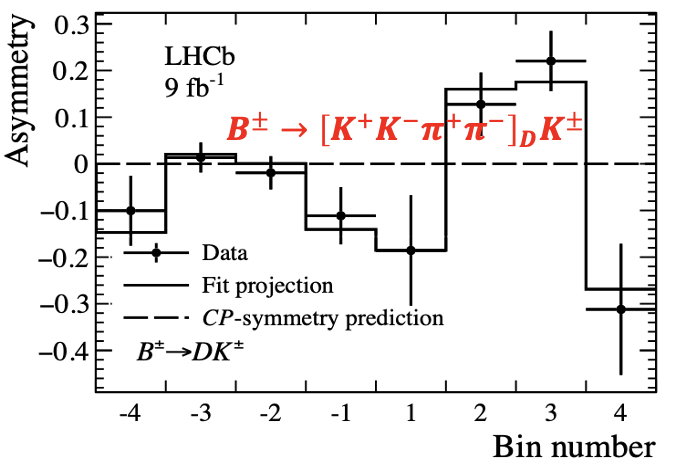 Asymmetry
0.3
0.2
0.1
0
−0.1
−0.2
−0.3
−0.4
LHCb
9 fb⁻¹
B± → [K⁺K⁻π⁺π⁻]_D K±
Data
Fit projection
CP-symmetry prediction
B±→DK±
-4 -3 -2 -1 1 2 3 4
Bin number